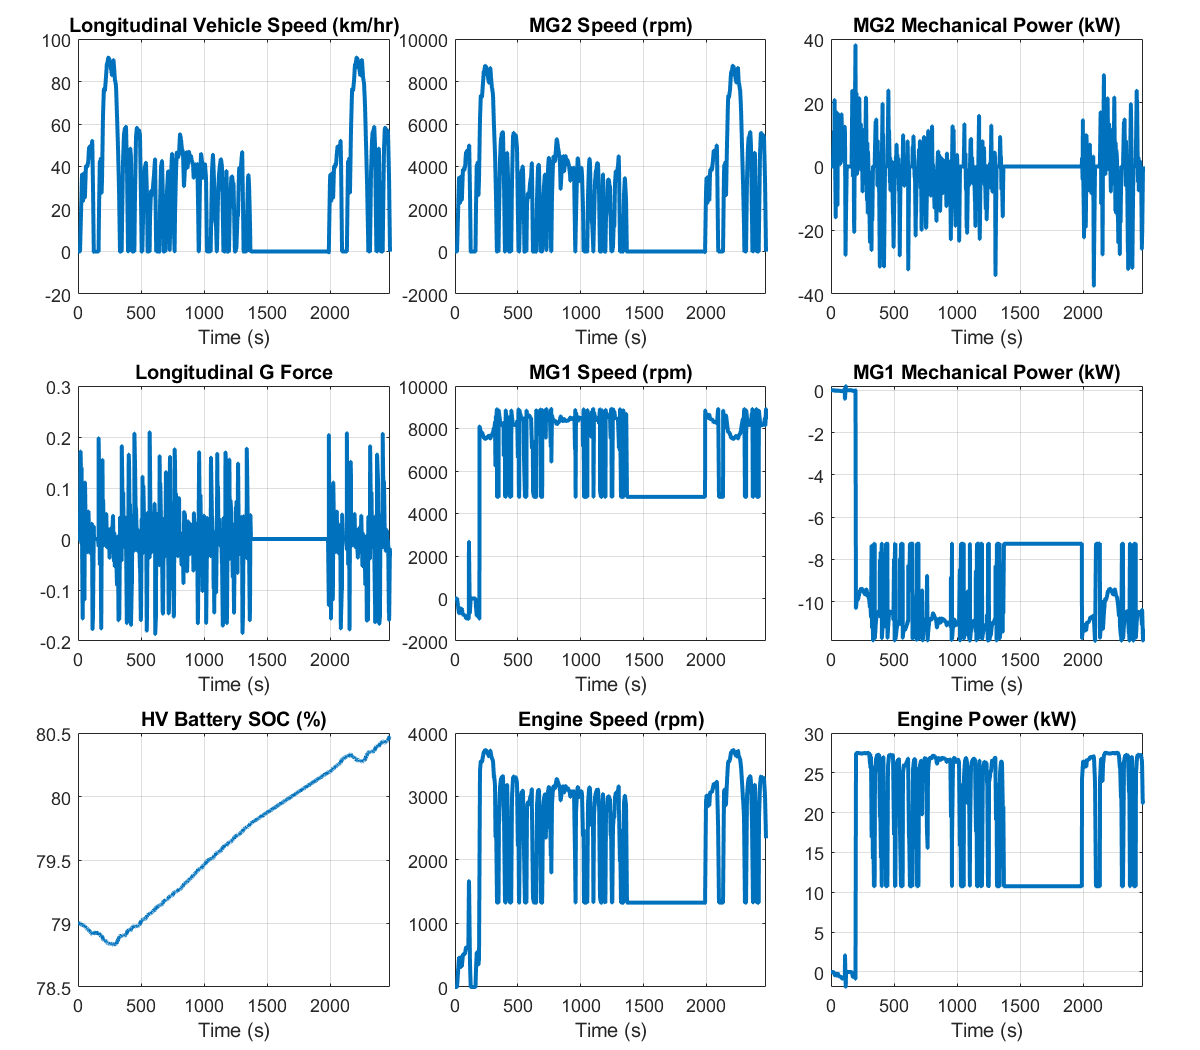 Longitudinal Vehicle Speed (km/hr)
100
80
60
40
20
0
-20
0 500 1000 1500 2000
Time (s)
MG2 Speed (rpm)
10000
8000
6000
4000
2000
0
-2000
0 500 1000 1500 2000
Time (s)
MG2 Mechanical Power (kW)
40
20
0
-20
-40
0 500 1000 1500 2000
Time (s)
Longitudinal G Force
0.3
0.2
0.1
0
-0.1
-0.2
0 500 1000 1500 2000
Time (s)
MG1 Speed (rpm)
10000
8000
6000
4000
2000
0
-2000
0 500 1000 1500 2000
Time (s)
MG1 Mechanical Power (kW)
0
-2
-4
-6
-8
-10
0 500 1000 1500 2000
Time (s)
HV Battery SOC (%)
80.5
80
79.5
79
78.5
0 500 1000 1500 2000
Time (s)
Engine Speed (rpm)
4000
3000
2000
1000
0
0 500 1000 1500 2000
Time (s)
Engine Power (kW)
30
25
20
15
10
5
0
0 500 1000 1500 2000
Time (s)